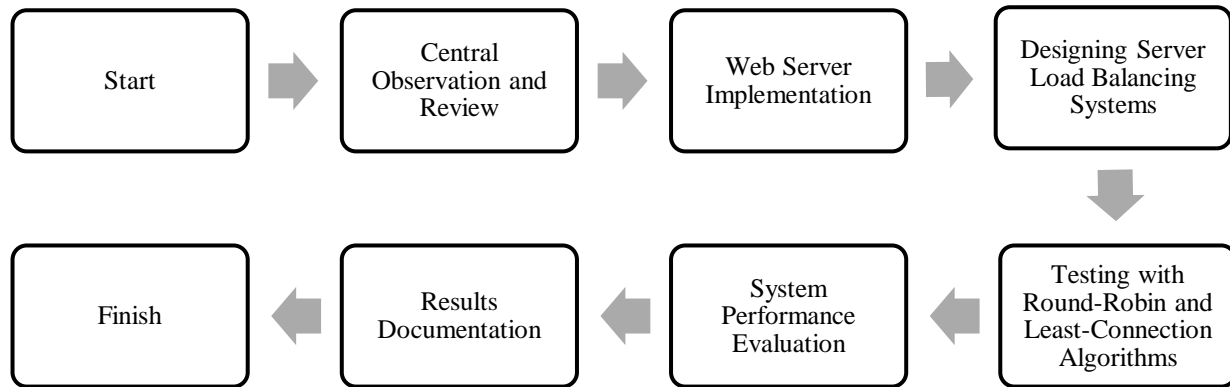 Start
Central
Observation and
Review
Web Server
Implementation
Designing Server
Load Balancing
Systems
Testing with
Round-Robin and
Least-Connection
Algorithms
System
Performance
Evaluation
Results
Documentation
Finish